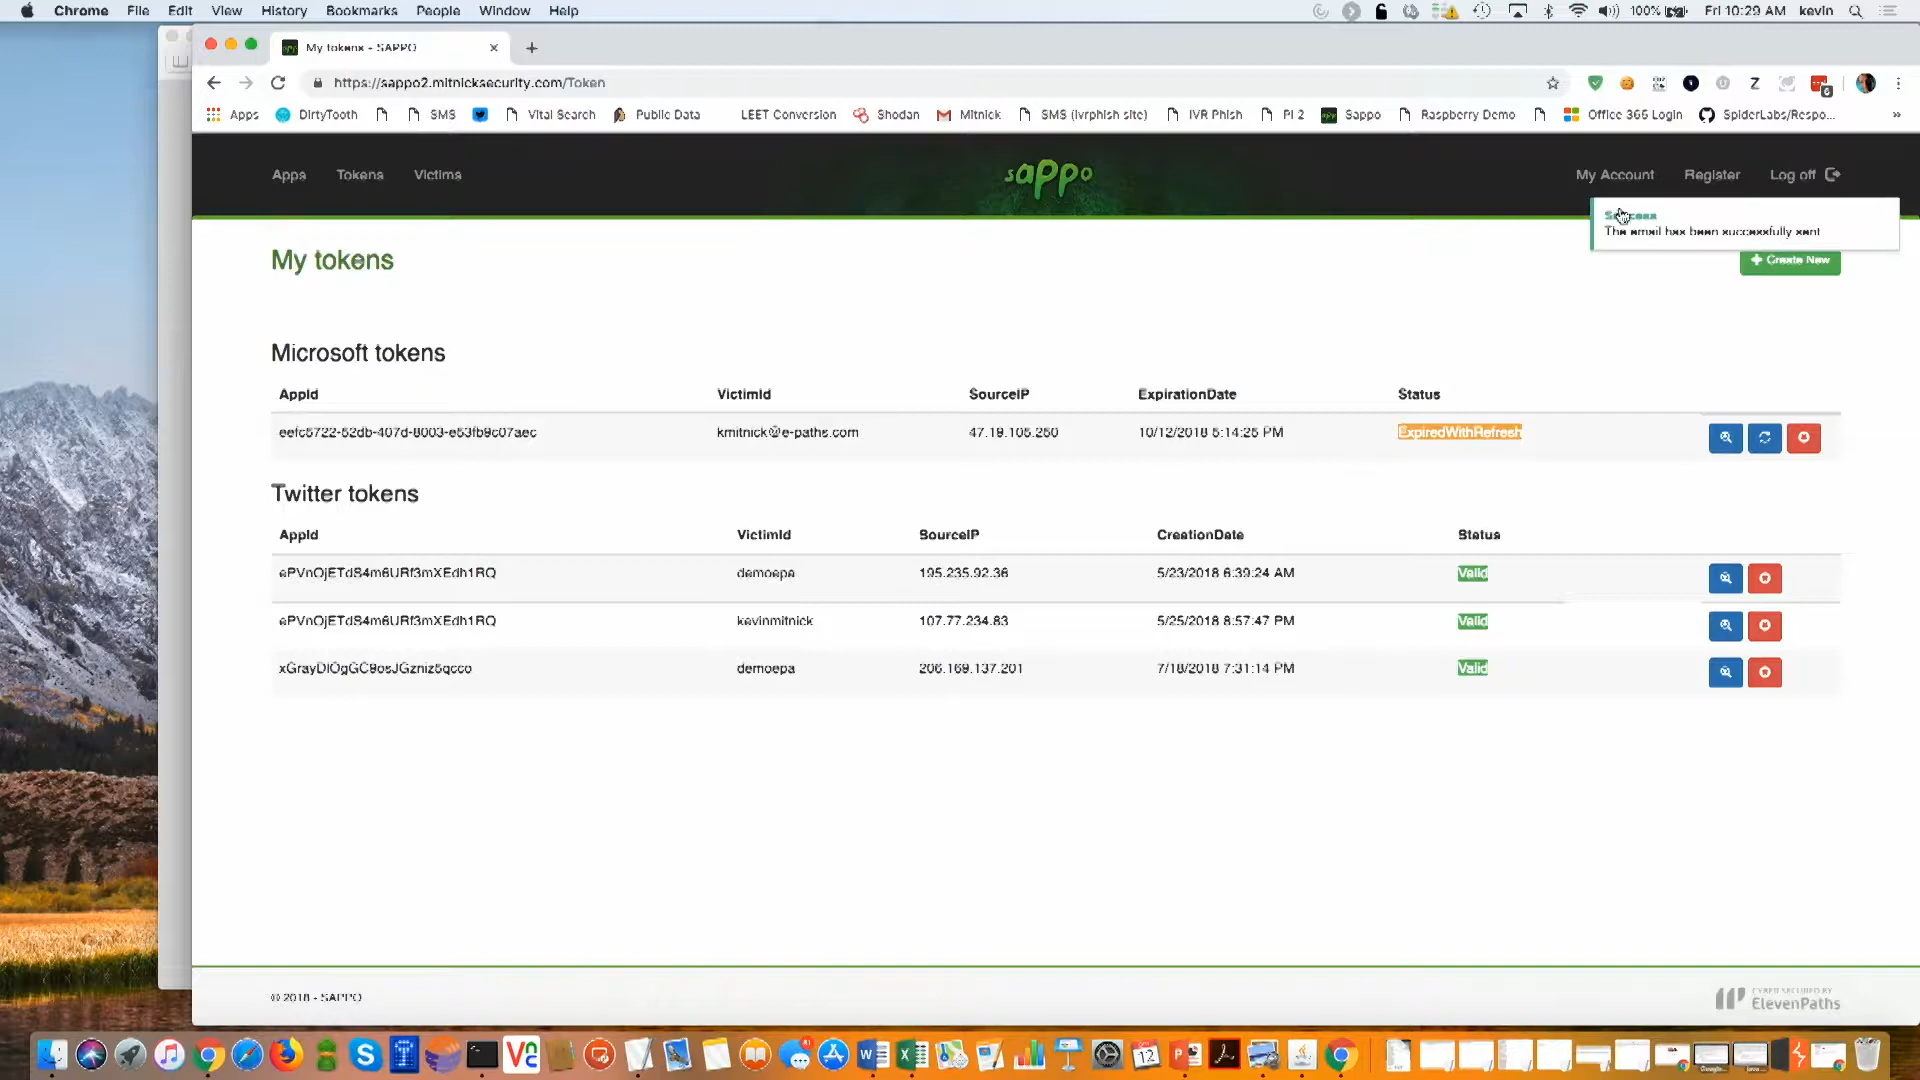 Chrome File Edit View History Bookmarks People Window Help 100% Fri 10:29 AM kevin
My tokens - SAPPO
https://sappo2.mitnicksecurity.com/Token
Apps DirtyTooth SMS Vital Search Public Data LEET Conversion Shodan Mitnick SMS (ivrphish site) IVR Phish PI 2 Sappo Raspberry Demo Office 365 Login SpiderLabs/Respo... »
Apps Tokens Victims sappo My Account Register Log off
The email has been successfully sent
My tokens
Create New
Microsoft tokens
AppId VictimId SourceIP ExpirationDate Status
eefc5722-52db-407d-8003-e53fb9c07aec kmitnick@e-paths.com 47.19.105.250 10/12/2018 5:14:25 PM ExpiredWithRefresh
Twitter tokens
AppId VictimId SourceIP CreationDate Status
ePVnOjETdS4m6URf3mXEdh1RQ demoepa 195.235.92.36 5/23/2018 6:39:24 AM Valid
ePVnOjETdS4m6URf3mXEdh1RQ kevinmitnick 107.77.234.83 5/25/2018 8:57:47 PM Valid
xGrayDIOgGC9osJGzniz5qcco demoepa 206.169.137.201 7/18/2018 7:31:14 PM Valid
© 2018 - SAPPO
CYBER SECURED BY
ElevenPaths